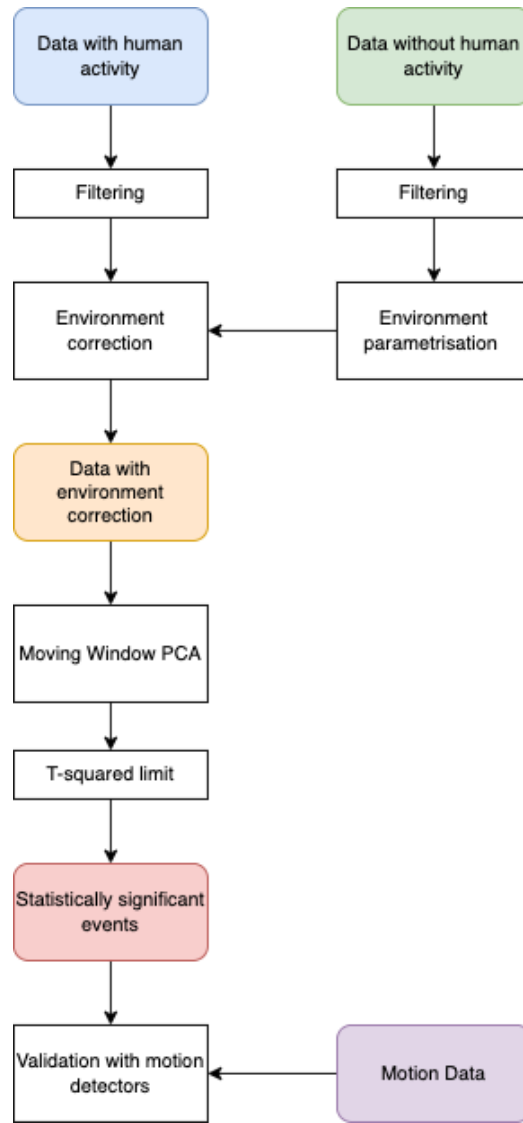 Data with human
activity
Data without human
activity
Filtering
Filtering
Environment
correction
Environment
parametrisation
Data with
environment
correction
Moving Window PCA
T-squared limit
Statistically significant
events
Validation with motion
detectors
Motion Data